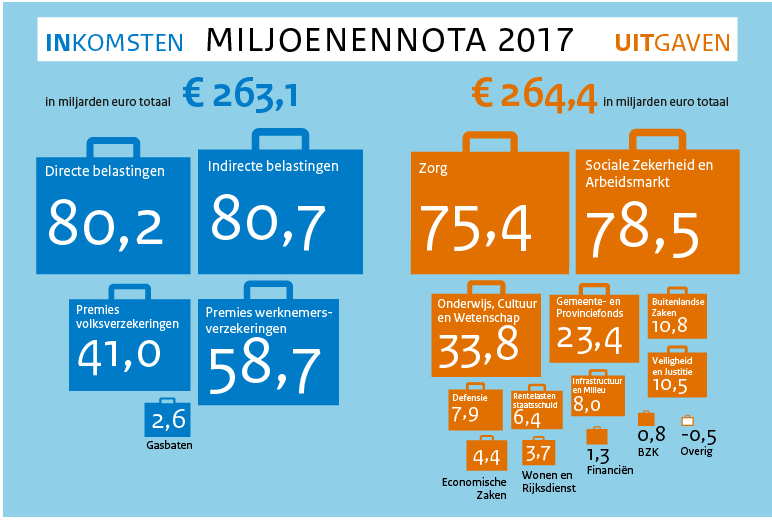 INKOMSTEN MILJOENENNOTA 2017 UITGAVEN
in miljarden euro totaal € 263,1
€ 264,4 in miljarden euro totaal
Directe belastingen
80,2
Indirecte belastingen
80,7
Premies
volksverzekeringen
41,0
Premies werknemers-
verzekeringen
58,7
2,6
Gasbaten
Zorg
75,4
Sociale Zekerheid en
Arbeidsmarkt
78,5
Onderwijs, Cultuur
en Wetenschap
33,8
Gemeente- en
Provinciefonds
23,4
Buitenlandse
Zaken
10,8
Veiligheid
en Justitie
10,5
Defensie
7,9
Rentelasten
staatsschuld
6,4
Infrastructuur
en Milieu
8,0
4,4
Economische
Zaken
3,7
Wonen en
Rijksdienst
1,3
Financiën
0,8
BZK
-0,5
Overig